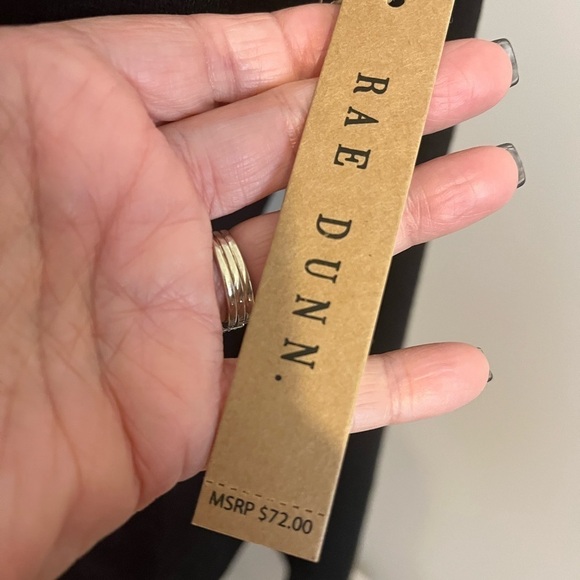 RAE DUNN.
MSRP $72.00